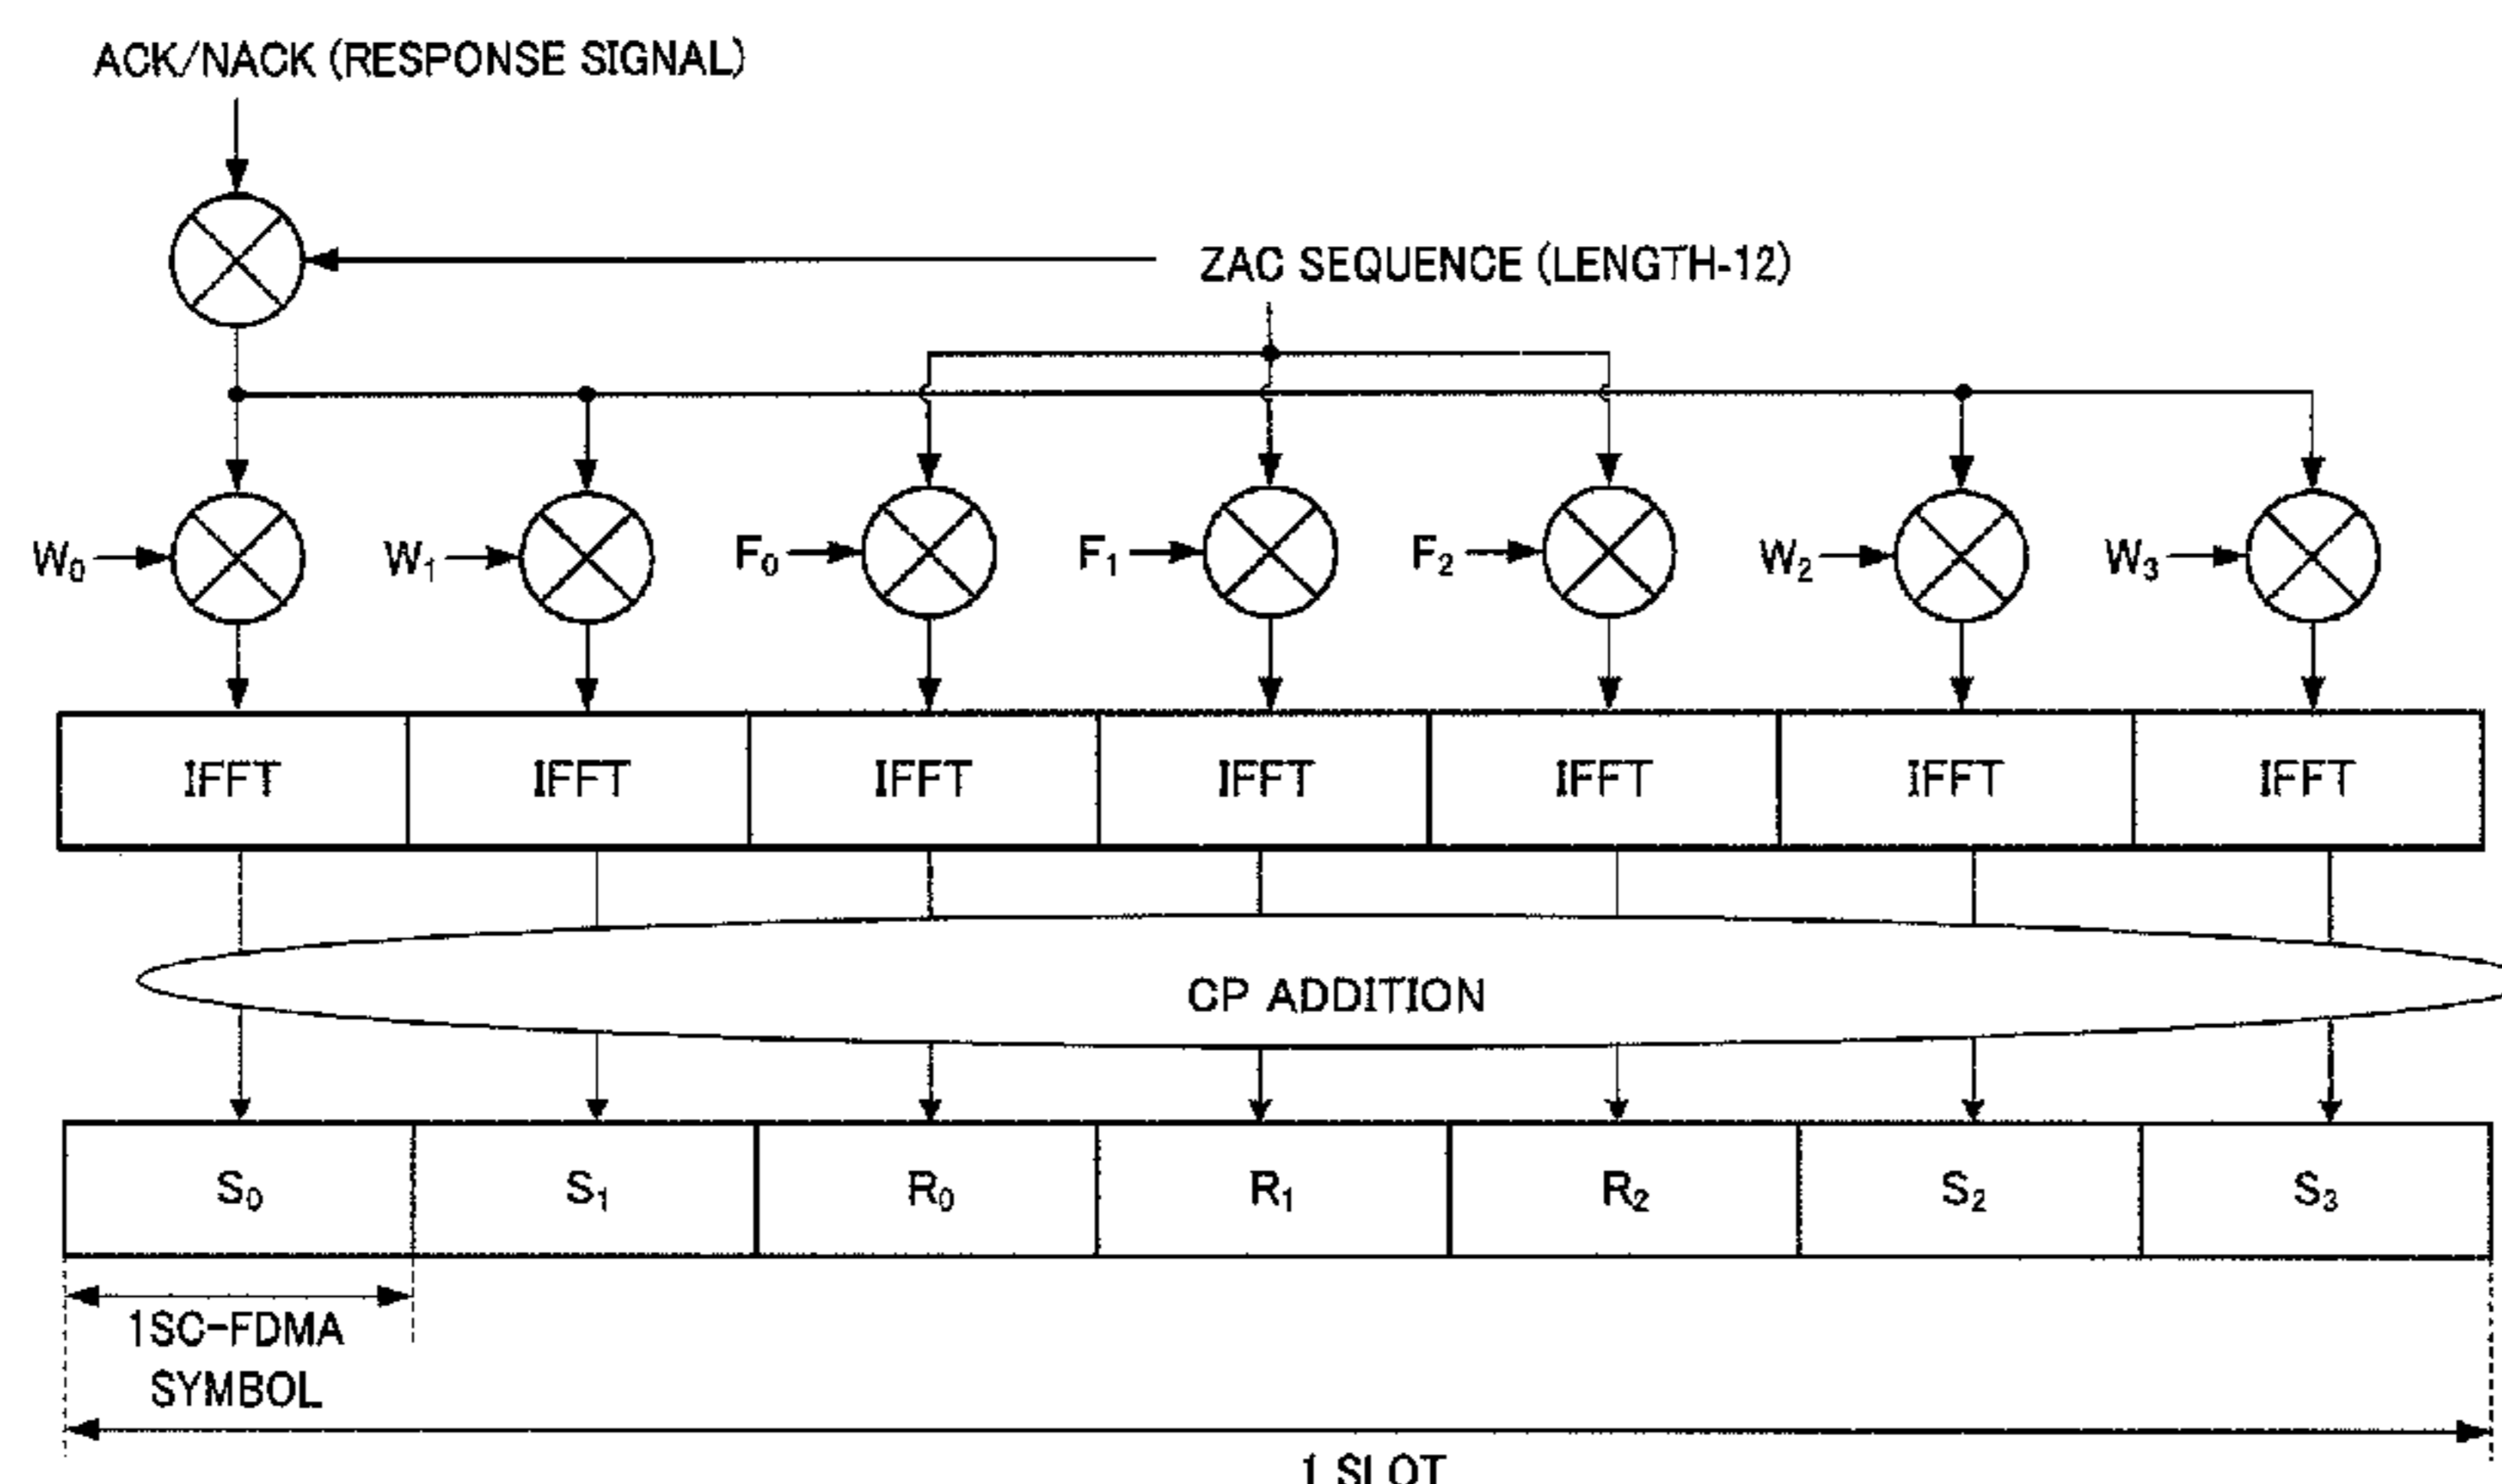 ACK/NACK (RESPONSE SIGNAL)
ZAC SEQUENCE (LENGTH-12)
W₀ W₁ F₀ F₁ F₂ W₂ W₃
IFFT IFFT IFFT IFFT IFFT IFFT IFFT
CP ADDITION
S₀ S₁ R₀ R₁ R₂ S₂ S₃
1SC-FDMA
SYMBOL
1 SLOT